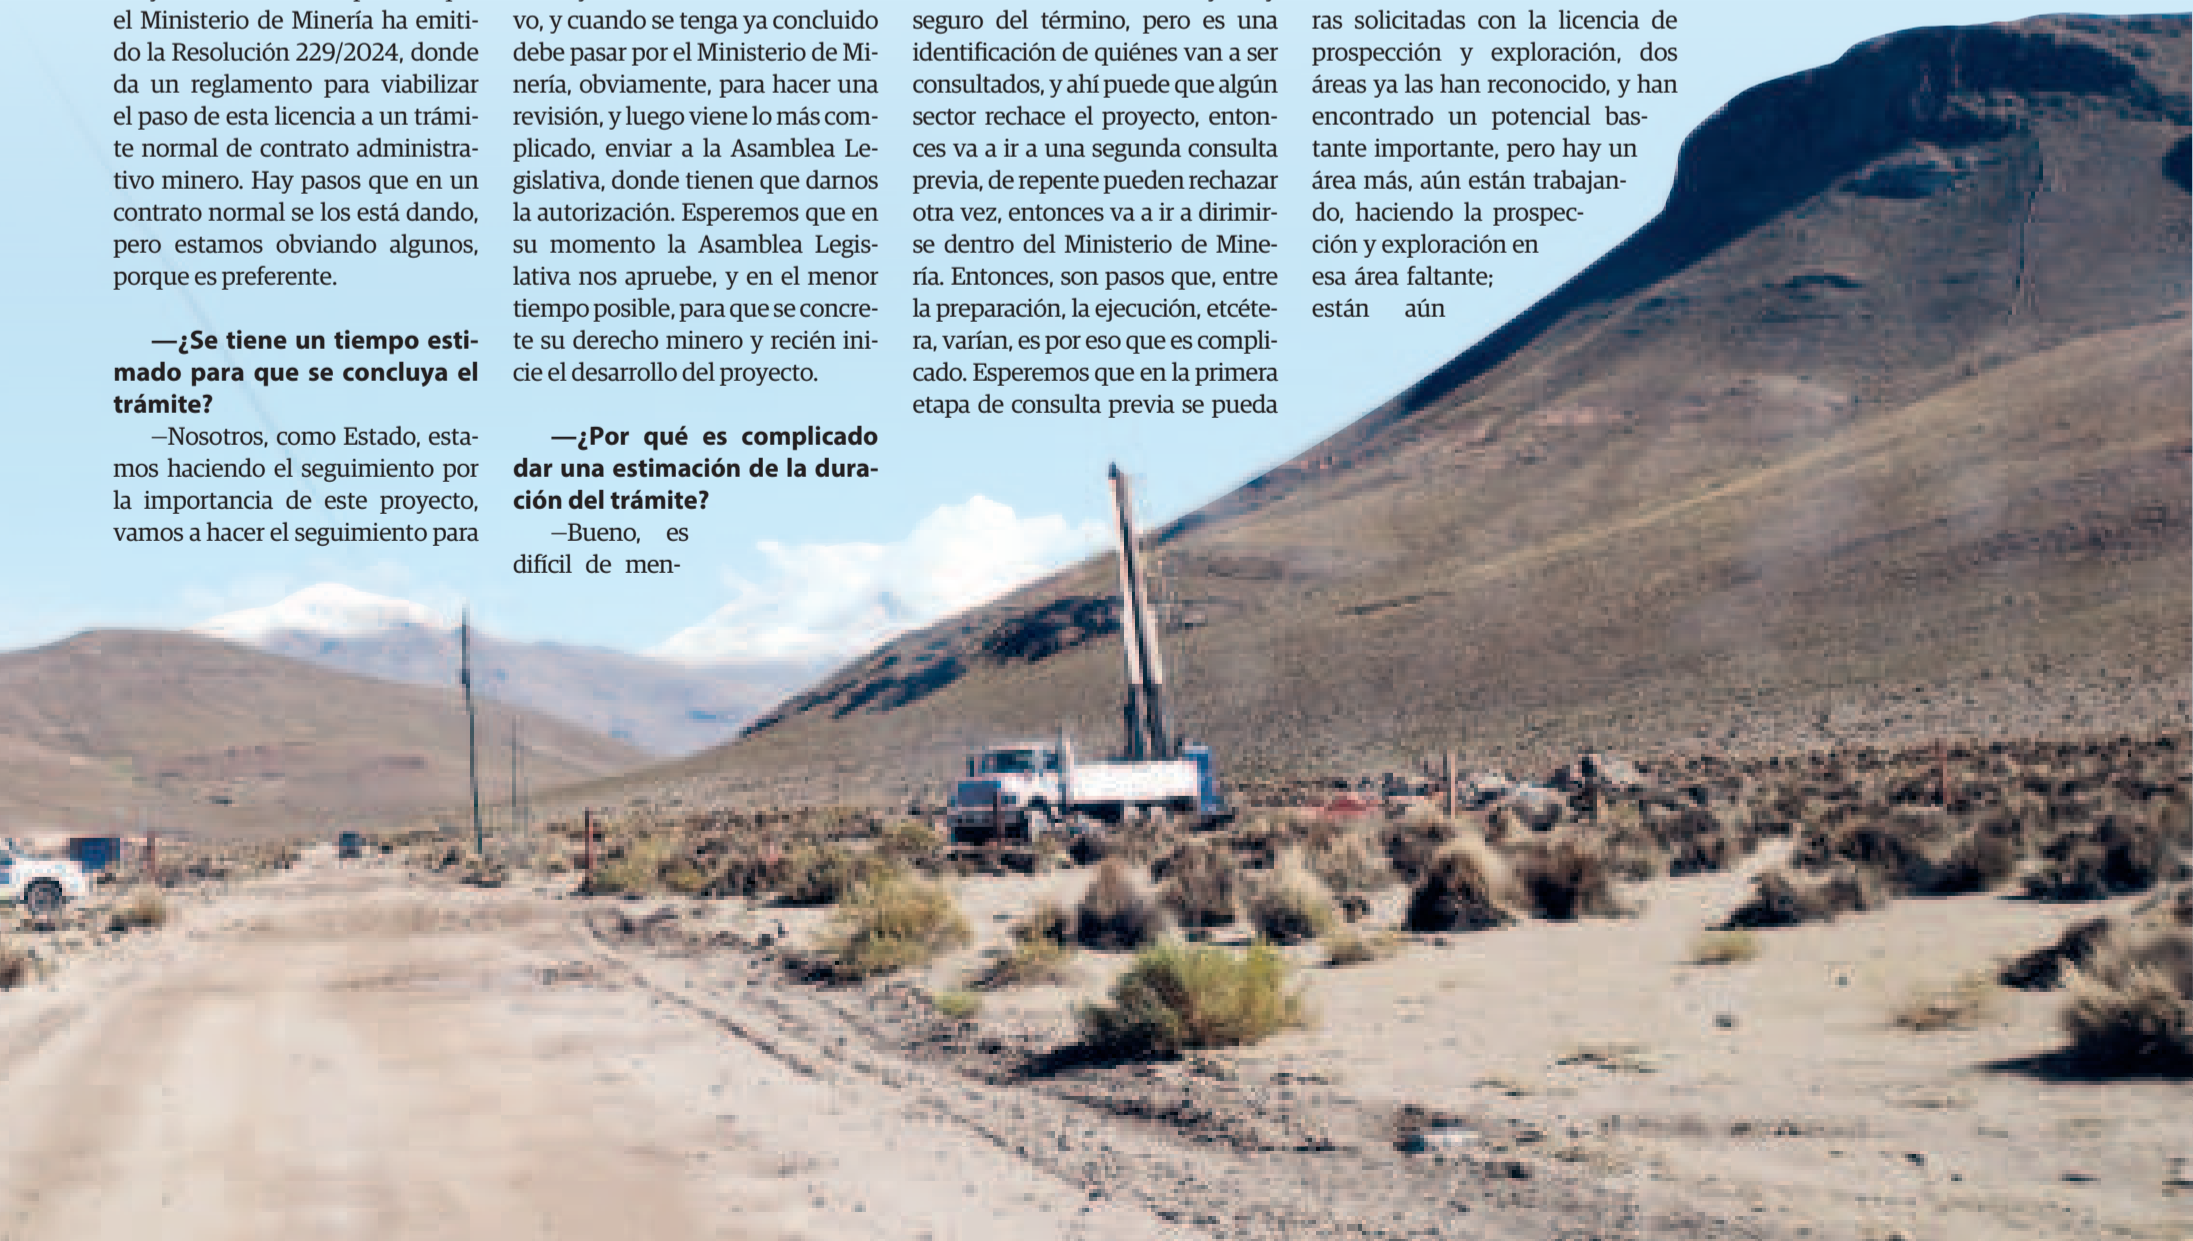 el Ministerio de Minería ha emiti-
do la Resolución 229/2024, donde
da un reglamento para viabilizar
el paso de esta licencia a un trámi-
te normal de contrato administra-
tivo minero. Hay pasos que en un
contrato normal se los está dando,
pero estamos obviando algunos,
porque es preferente.
—¿Se tiene un tiempo esti-
mado para que se concluya el
trámite?
—Nosotros, como Estado, esta-
mos haciendo el seguimiento por
la importancia de este proyecto,
vamos a hacer el seguimiento para
vo, y cuando se tenga ya concluido
debe pasar por el Ministerio de Mi-
nería, obviamente, para hacer una
revisión, y luego viene lo más com-
plicado, enviar a la Asamblea Le-
gislativa, donde tienen que darnos
la autorización. Esperemos que en
su momento la Asamblea Legis-
lativa nos apruebe, y en el menor
tiempo posible, para que se concre-
te su derecho minero y recién ini-
cie el desarrollo del proyecto.
—¿Por qué es complicado
dar una estimación de la dura-
ción del trámite?
—Bueno, es
difícil de men-
seguro del término, pero es una
identificación de quiénes van a ser
consultados, y ahí puede que algún
sector rechace el proyecto, enton-
ces va a ir a una segunda consulta
previa, de repente pueden rechazar
otra vez, entonces va a ir a dirimir-
se dentro del Ministerio de Mine-
ría. Entonces, son pasos que, entre
la preparación, la ejecución, etcéte-
ra, varían, es por eso que es compli-
cado. Esperemos que en la primera
etapa de consulta previa se pueda
ras solicitadas con la licencia de
prospección y exploración, dos
áreas ya las han reconocido, y han
encontrado un potencial bas-
tante importante, pero hay un
área más, aún están trabajan-
do, haciendo la prospec-
ción y exploración en
esa área faltante;
están aún